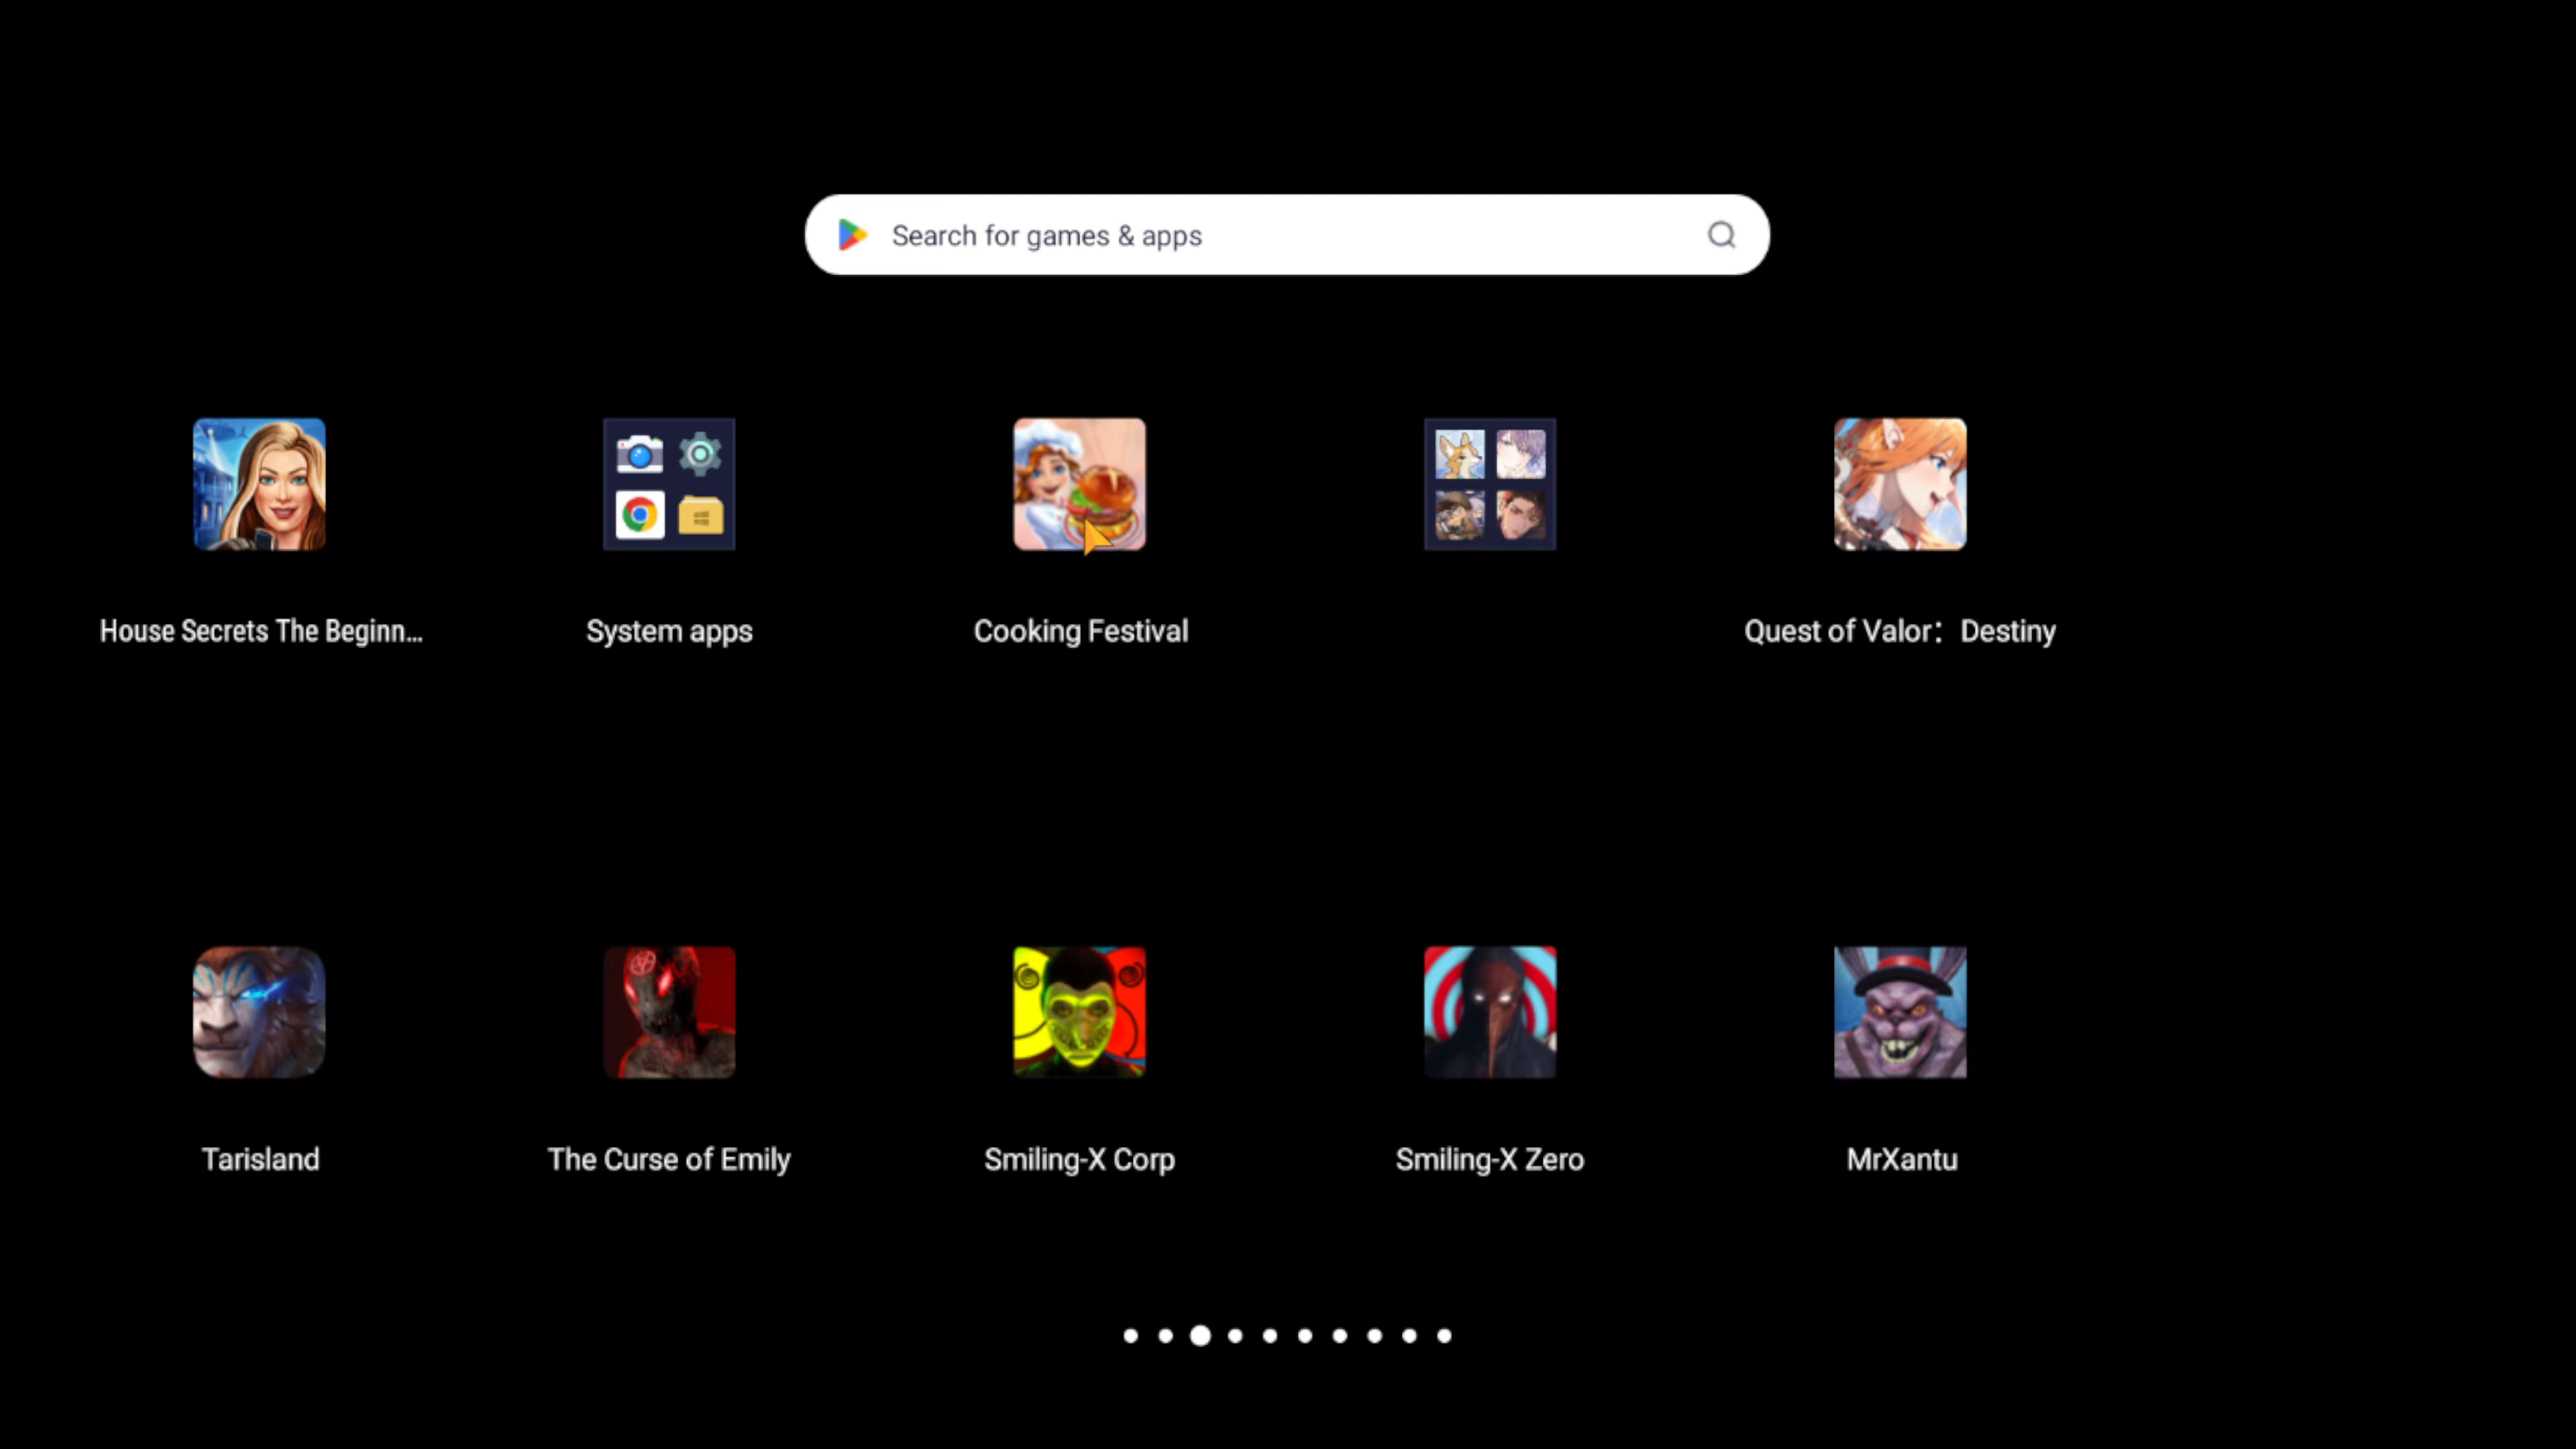 Search for games & apps
House Secrets The Beginn...
System apps
Cooking Festival
Quest of Valor：Destiny
Tarisland
The Curse of Emily
Smiling-X Corp
Smiling-X Zero
MrXantu